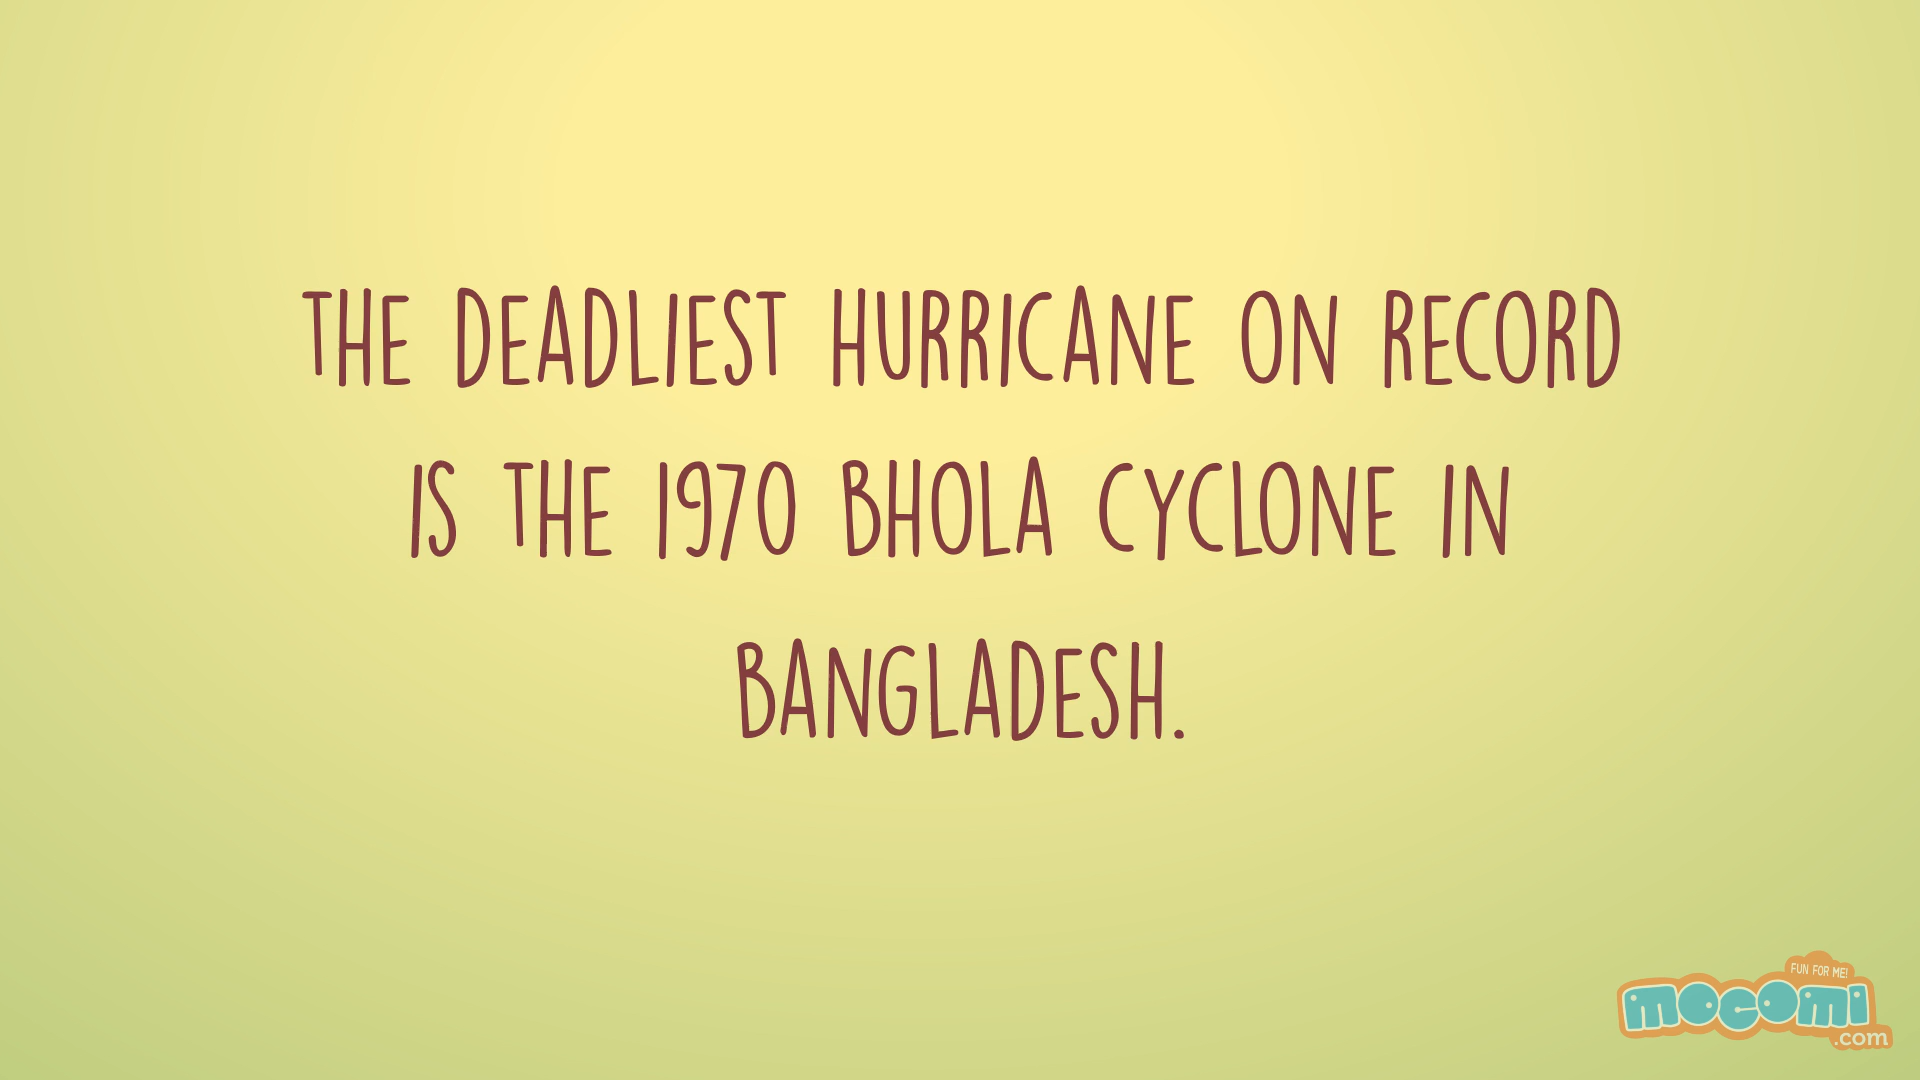 THE DEADLIEST HURRICANE ON RECORD
IS THE 1970 BHOLA CYCLONE IN
BANGLADESH.
FUN FOR ME!
mocomi
.com